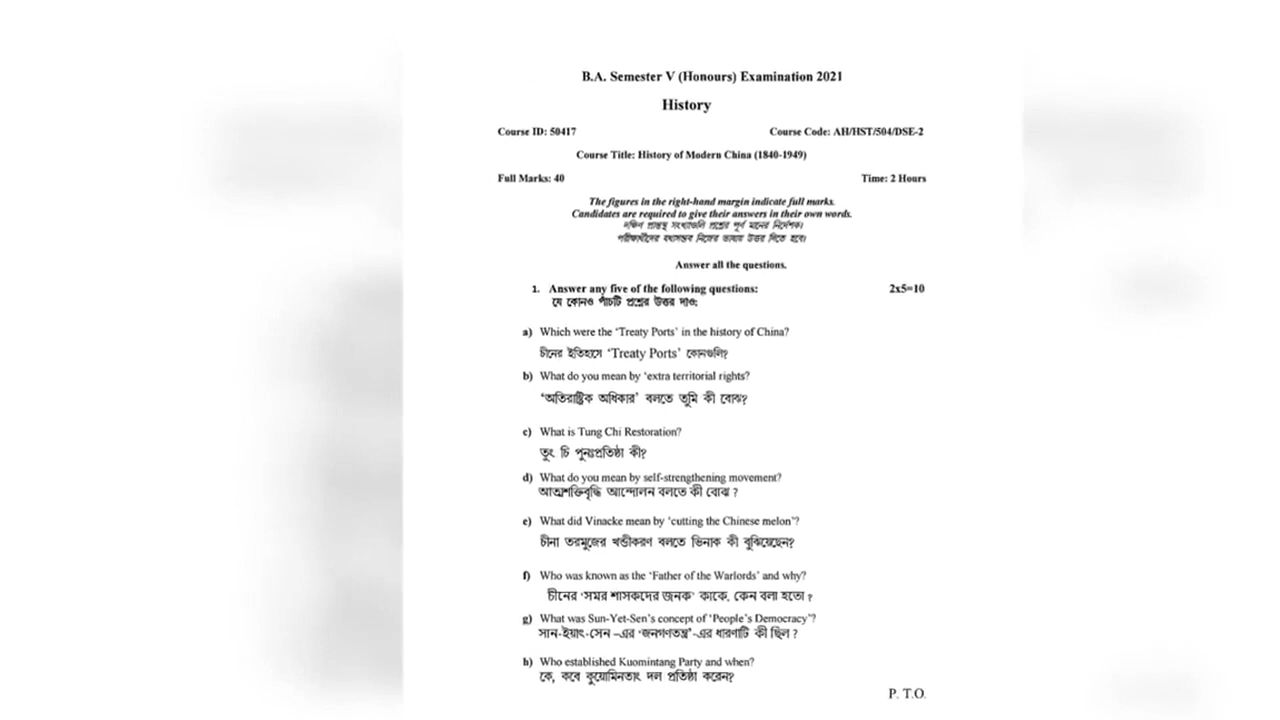 B.A. Semester V (Honours) Examination 2021
History
Course ID: 50417 Course Code: AH/HST/504/DSE-2
Course Title: History of Modern China (1840-1949)
Full Marks: 40 Time: 2 Hours
The figures in the right-hand margin indicate full marks.
Candidates are required to give their answers in their own words.
দক্ষিণ প্রান্তস্থ সংখ্যাগুলি প্রশ্নের পূর্ণ মানের নির্দেশক।
পরীক্ষার্থীদের যথাসম্ভব নিজের ভাষায় উত্তর দিতে হবে।
Answer all the questions.
1. Answer any five of the following questions: 2x5=10
যে কোনও পাঁচটি প্রশ্নের উত্তর দাও:
a) Which were the ‘Treaty Ports’ in the history of China?
চীনের ইতিহাসে ‘Treaty Ports’ কোনগুলি?
b) What do you mean by ‘extra territorial rights?
‘অতিরাষ্ট্রিক অধিকার’ বলতে তুমি কী বোঝ?
c) What is Tung Chi Restoration?
তুং চি পুনঃপ্রতিষ্ঠা কী?
d) What do you mean by self-strengthening movement?
আত্মশক্তিবৃদ্ধি আন্দোলন বলতে কী বোঝ ?
e) What did Vinacke mean by ‘cutting the Chinese melon’?
চীনা তরমুজের খন্ডীকরণ বলতে ভিনাক কী বুঝিয়েছেন?
f) Who was known as the ‘Father of the Warlords’ and why?
চীনের ‘সমর শাসকদের জনক’ কাকে, কেন বলা হতো ?
g) What was Sun-Yet-Sen’s concept of ‘People’s Democracy’?
সান-ইয়াৎ-সেন –এর ‘জনগণতন্ত্র’-এর ধারণাটি কী ছিল ?
h) Who established Kuomintang Party and when?
কে, কবে কুয়োমিনতাং দল প্রতিষ্ঠা করেন?
P. T.O.